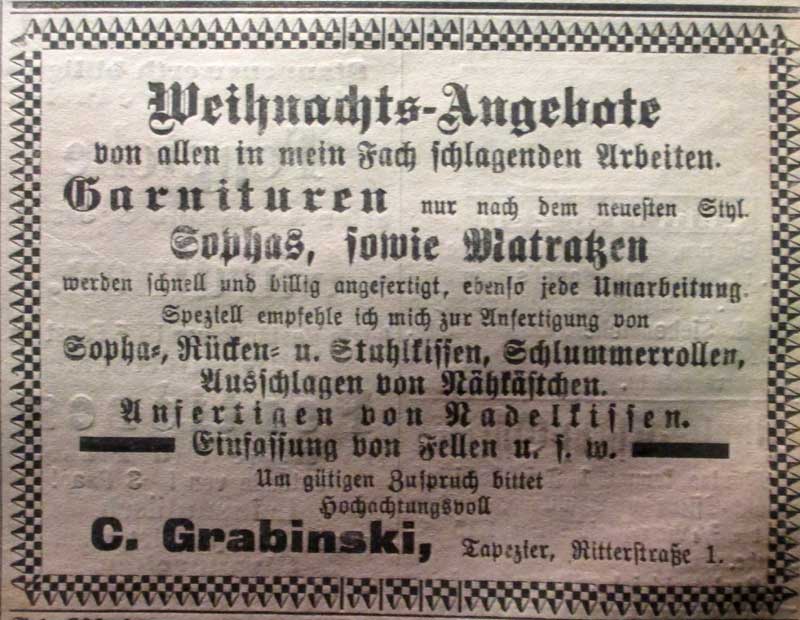 Weihnachts-Angebote
von allen in mein Fach schlagenden Arbeiten.
Garnituren nur nach dem neuesten Styl.
Sophas, sowie Matratzen
werden schnell und billig angefertigt, ebenso jede Umarbeitung.
Speziell empfehle ich mich zur Anfertigung von
Sopha-, Rücken- u. Stuhlkissen, Schlummerrollen,
Ausschlagen von Nähkästchen.
Anfertigen von Nadelkissen.
Einfassung von Fellen u. s. w.
Um gütigen Zuspruch bittet
Hochachtungsvoll
C. Grabinski, Tapezier, Ritterstraße 1.